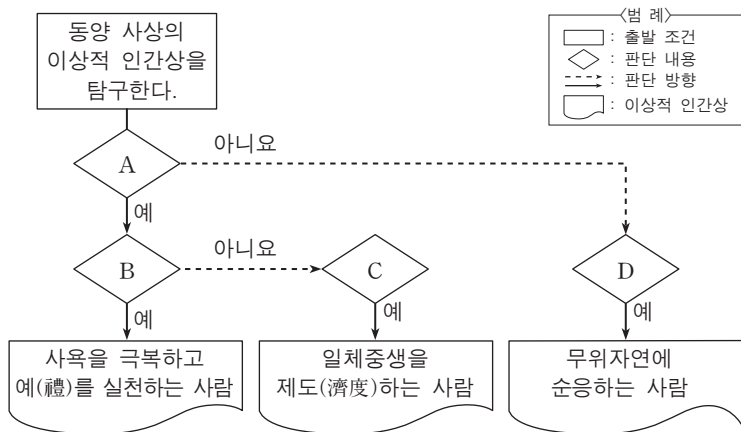 동양 사상의
이상적 인간상을
탐구한다.
〈범 례〉
: 출발 조건
: 판단 내용
: 판단 방향
: 이상적 인간상
A
아니요
예
B
아니요
C
D
예
예
예
사욕을 극복하고
예(禮)를 실천하는 사람
일체중생을
제도(濟度)하는 사람
무위자연에
순응하는 사람